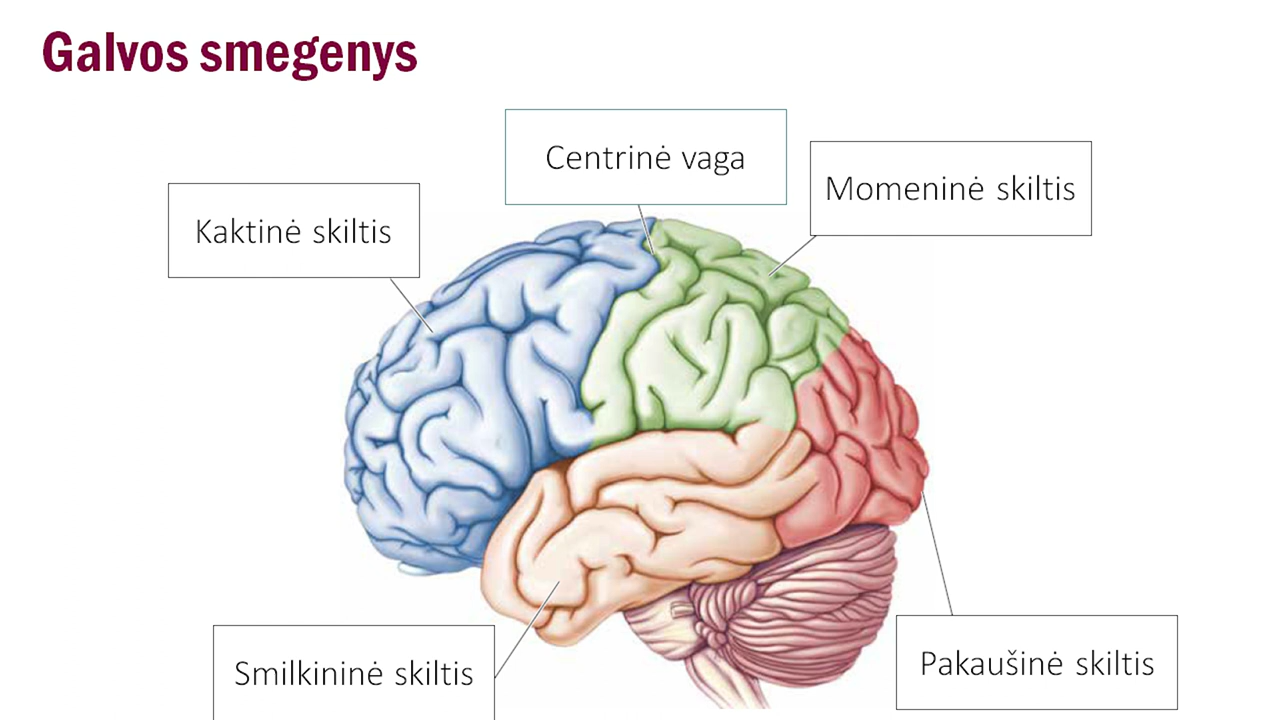 Galvos smegenys
Centrinė vaga
Momeninė skiltis
Kaktinė skiltis
Smilkininė skiltis
Pakaušinė skiltis